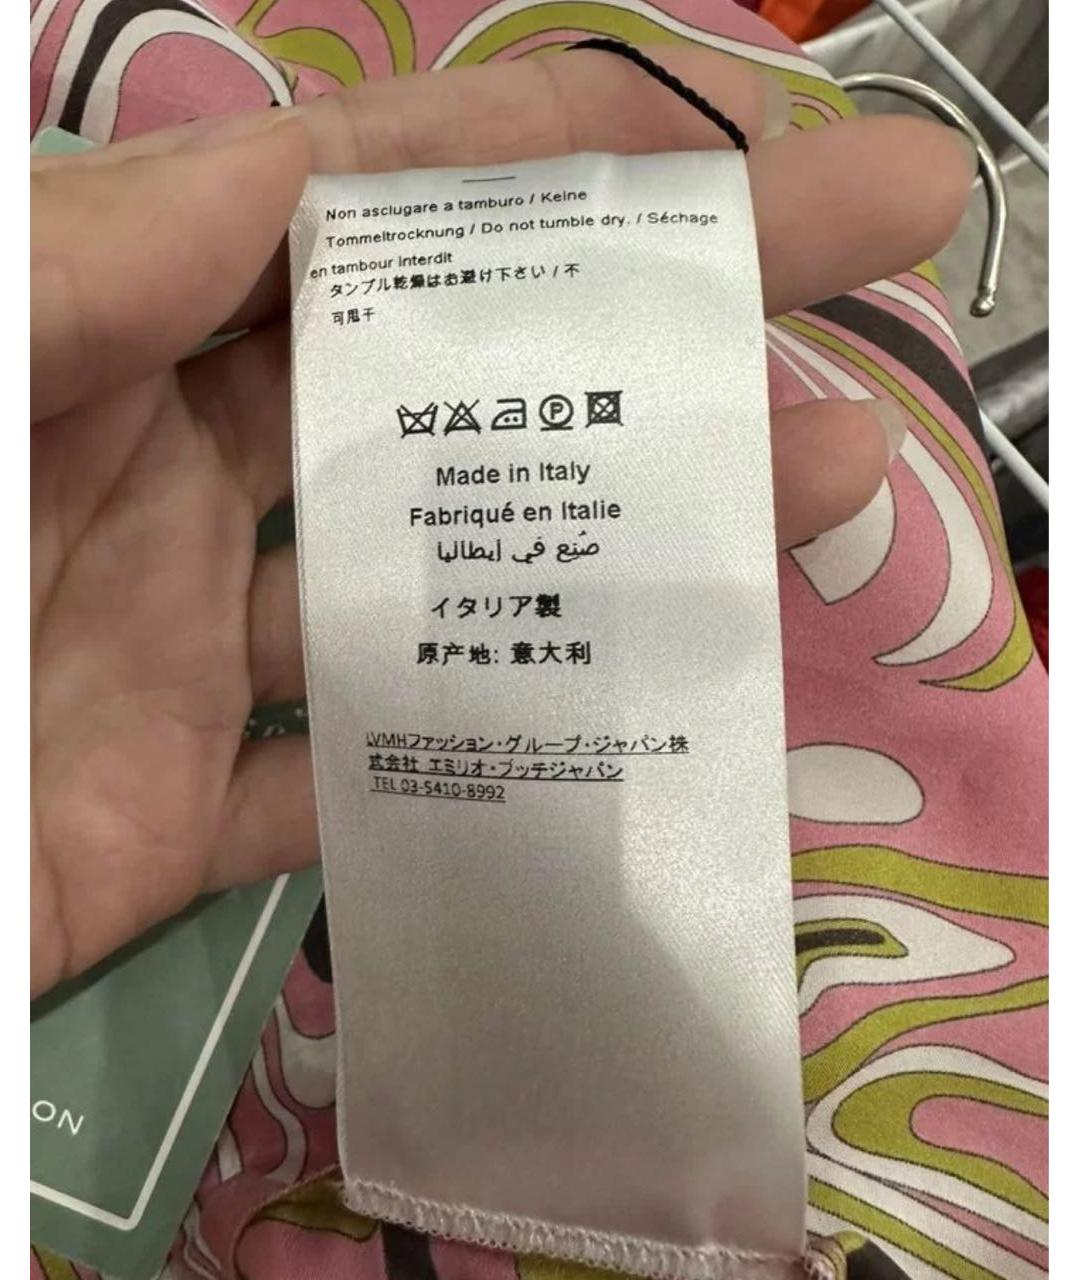 Non asciugare a tamburo / Keine
Tommeltrocknung / Do not tumble dry. / Séchage
en tambour interdit
タンブル乾燥はお避け下さい / 不
可甩干
P
Made in Italy
Fabriqué en Italie
صُنِع في إيطاليا
イタリア製
原产地: 意大利
LVMHファッション・グループ・ジャパン株
式会社 エミリオ・プッチジャパン
TEL 03-5410-8992
ON